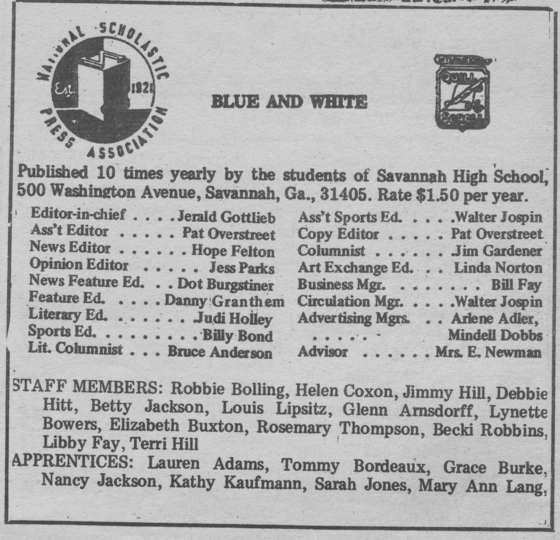 NATIONAL SCHOLASTIC
PRESS ASSOCIATION
Est. 1921
BLUE AND WHITE
QUILL
Published 10 times yearly by the students of Savannah High School,
500 Washington Avenue, Savannah, Ga., 31405. Rate $1.50 per year.
Editor-in-chief . . . . Jerald Gottlieb
Ass't Editor . . . . . Pat Overstreet
News Editor . . . . . . Hope Felton
Opinion Editor . . . . . . Jess Parks
News Feature Ed. . . Dot Burgstiner
Feature Ed. . . . . Danny Granthem
Literary Ed. . . . . . . Judi Holley
Sports Ed. . . . . . . . Billy Bond
Lit. Columnist . . . Bruce Anderson
Ass't Sports Ed. . . . . Walter Jospin
Copy Editor . . . . . Pat Overstreet
Columnist . . . . . . Jim Gardener
Art Exchange Ed. . . . Linda Norton
Business Mgr. . . . . . . . Bill Fay
Circulation Mgr. . . . . Walter Jospin
Advertising Mgrs. . . Arlene Adler,
. . . . . Mindell Dobbs
Advisor . . . . . . Mrs. E. Newman
STAFF MEMBERS: Robbie Bolling, Helen Coxon, Jimmy Hill, Debbie
Hitt, Betty Jackson, Louis Lipsitz, Glenn Arnsdorff, Lynette
Bowers, Elizabeth Buxton, Rosemary Thompson, Becki Robbins,
Libby Fay, Terri Hill
APPRENTICES: Lauren Adams, Tommy Bordeaux, Grace Burke,
Nancy Jackson, Kathy Kaufmann, Sarah Jones, Mary Ann Lang,